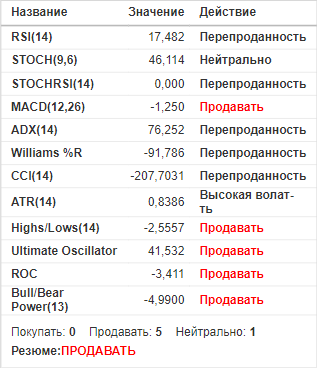 Название Значение Действие
RSI(14) 17,482 Перепроданность
STOCH(9,6) 46,114 Нейтрально
STOCHRSI(14) 0,000 Перепроданность
MACD(12,26) -1,250 Продавать
ADX(14) 76,252 Перепроданность
Williams %R -91,786 Перепроданность
CCI(14) -207,7031 Перепроданность
ATR(14) 0,8386 Высокая волат-
ть
Highs/Lows(14) -2,5557 Продавать
Ultimate Oscillator 41,532 Продавать
ROC -3,411 Продавать
Bull/Bear
Power(13) -4,9900 Продавать
Покупать: 0 Продавать: 5 Нейтрально: 1
Резюме:ПРОДАВАТЬ